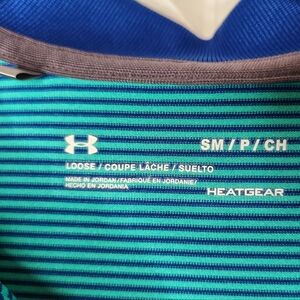 SM / P / CH
LOOSE / COUPE LÂCHE / SUELTO
MADE IN JORDAN / FABRIQUÉ EN JORDANIE/
HECHO EN JORDANIA
HEATGEAR